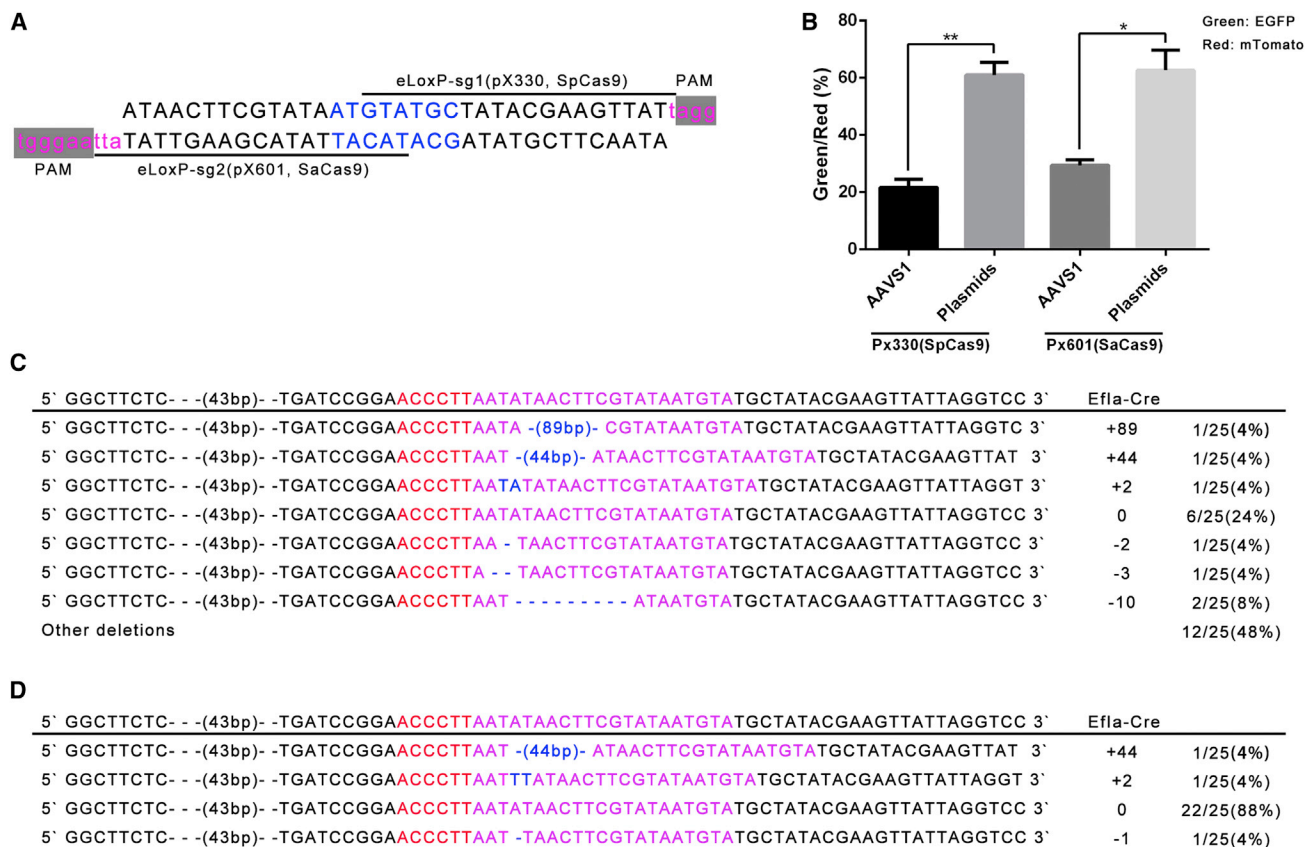 A
eLoxP-sg1(pX330, SpCas9) PAM
ATAACTTCGTATAATGTATGCTATACGAAGTTATtagg
tgggaattaTATTGAAGCATATTACATACGATATGCTTCAATA
PAM eLoxP-sg2(pX601, SaCas9)
B
Green: EGFP
Red: mTomato
Green/Red (%)
80
60
40
20
0
**
*
AAVS1
Plasmids
AAVS1
Plasmids
Px330(SpCas9) Px601(SaCas9)
C
5` GGCTTCTC- - -(43bp)- -TGATCCGGAACCCTTAATATAACTTCGTATAATGTATGCTATACGAAGTTATTAGGTCC 3` Efla-Cre
5` GGCTTCTC- - -(43bp)- -TGATCCGGAACCCTTAATA -(89bp)- CGTATAATGTATGCTATACGAAGTTATTAGGTC 3` +89 1/25(4%)
5` GGCTTCTC- - -(43bp)- -TGATCCGGAACCCTTAAT -(44bp)- ATAACTTCGTATAATGTATGCTATACGAAGTTAT 3` +44 1/25(4%)
5` GGCTTCTC- - -(43bp)- -TGATCCGGAACCCTTAATATATAACTTCGTATAATGTATGCTATACGAAGTTATTAGGT 3` +2 1/25(4%)
5` GGCTTCTC- - -(43bp)- -TGATCCGGAACCCTTAATATAACTTCGTATAATGTATGCTATACGAAGTTATTAGGTCC 3` 0 6/25(24%)
5` GGCTTCTC- - -(43bp)- -TGATCCGGAACCCTTAA - TAACTTCGTATAATGTATGCTATACGAAGTTATTAGGTCC 3` -2 1/25(4%)
5` GGCTTCTC- - -(43bp)- -TGATCCGGAACCCTTA - - TAACTTCGTATAATGTATGCTATACGAAGTTATTAGGTCC 3` -3 1/25(4%)
5` GGCTTCTC- - -(43bp)- -TGATCCGGAACCCTTAAT - - - - - - - - - ATAATGTATGCTATACGAAGTTATTAGGTCC 3` -10 2/25(8%)
Other deletions 12/25(48%)
D
5` GGCTTCTC- - -(43bp)- -TGATCCGGAACCCTTAATATAACTTCGTATAATGTATGCTATACGAAGTTATTAGGTCC 3` Efla-Cre
5` GGCTTCTC- - -(43bp)- -TGATCCGGAACCCTTAAT -(44bp)- ATAACTTCGTATAATGTATGCTATACGAAGTTAT 3` +44 1/25(4%)
5` GGCTTCTC- - -(43bp)- -TGATCCGGAACCCTTAATTTATAACTTCGTATAATGTATGCTATACGAAGTTATTAGGT 3` +2 1/25(4%)
5` GGCTTCTC- - -(43bp)- -TGATCCGGAACCCTTAATATAACTTCGTATAATGTATGCTATACGAAGTTATTAGGTCC 3` 0 22/25(88%)
5` GGCTTCTC- - -(43bp)- -TGATCCGGAACCCTTAAT -TAACTTCGTATAATGTATGCTATACGAAGTTATTAGGTCC 3` -1 1/25(4%)